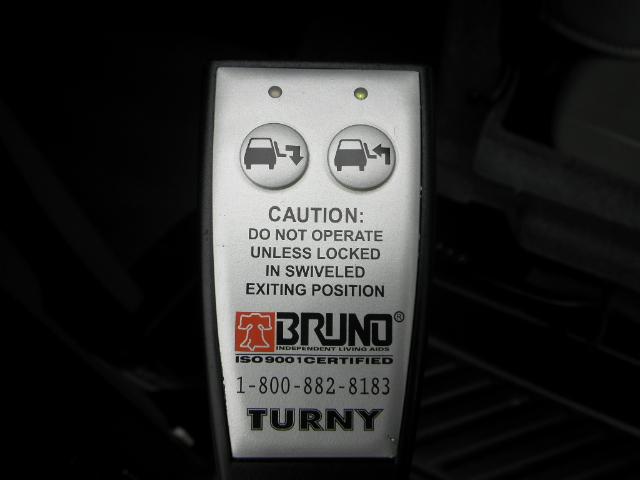 CAUTION:
DO NOT OPERATE
UNLESS LOCKED
IN SWIVELED
EXITING POSITION
BRUNO®
INDEPENDENT LIVING AIDS
ISO9001CERTIFIED
1-800-882-8183
TURNY